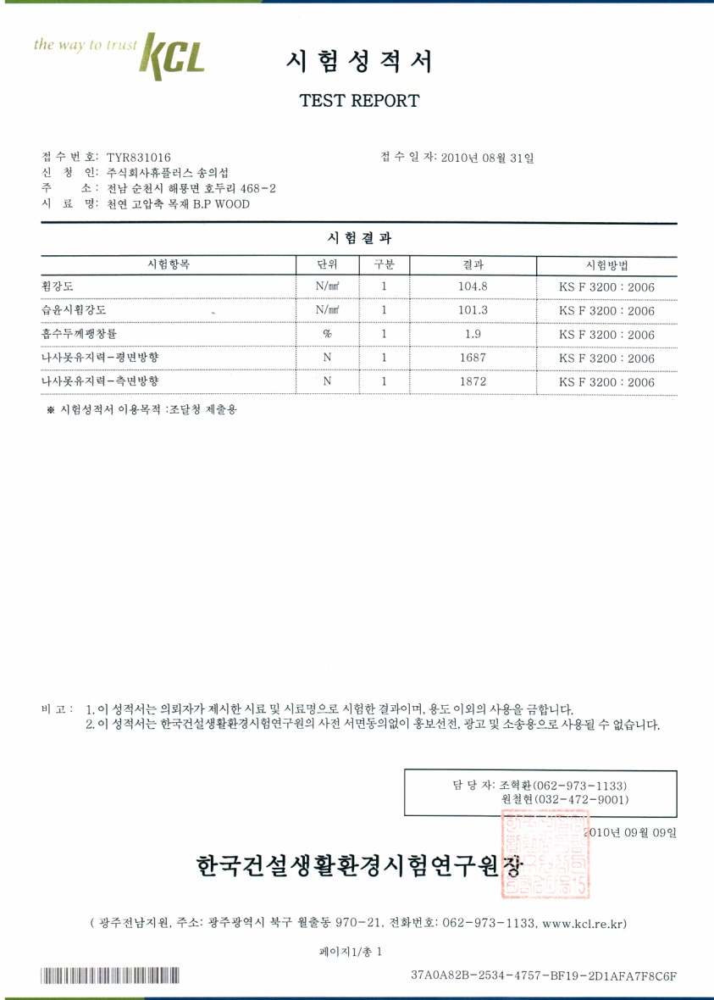 the way to trust KCL
시험성적서
TEST REPORT
접수번호: TYR831016 접수일자: 2010년 08월 31일
신 청 인: 주식회사휴플러스 송의섭
주 소: 전남 순천시 해룡면 호두리 468-2
시 료 명: 천연 고압축 목재 B.P WOOD
시험결과
시험항목 단위 구분 결과 시험방법
휨강도 N/㎟ 1 104.8 KS F 3200 : 2006
습윤시휨강도 N/㎟ 1 101.3 KS F 3200 : 2006
흡수두께팽창률 % 1 1.9 KS F 3200 : 2006
나사못유지력-평면방향 N 1 1687 KS F 3200 : 2006
나사못유지력-측면방향 N 1 1872 KS F 3200 : 2006
※ 시험성적서 이용목적 :조달청 제출용
비 고 : 1. 이 성적서는 의뢰자가 제시한 시료 및 시료명으로 시험한 결과이며, 용도 이외의 사용을 금합니다.
2. 이 성적서는 한국건설생활환경시험연구원의 사전 서면동의없이 홍보선전, 광고 및 소송용으로 사용될 수 없습니다.
담 당 자: 조혁환(062-973-1133)
원철현(032-472-9001)
2010년 09월 09일
한국건설생활환경시험연구원장
( 광주전남지원, 주소: 광주광역시 북구 월출동 970-21, 전화번호: 062-973-1133, www.kcl.re.kr)
페이지1/총 1
37A0A82B-2534-4757-BF19-2D1AFA7F8C6F